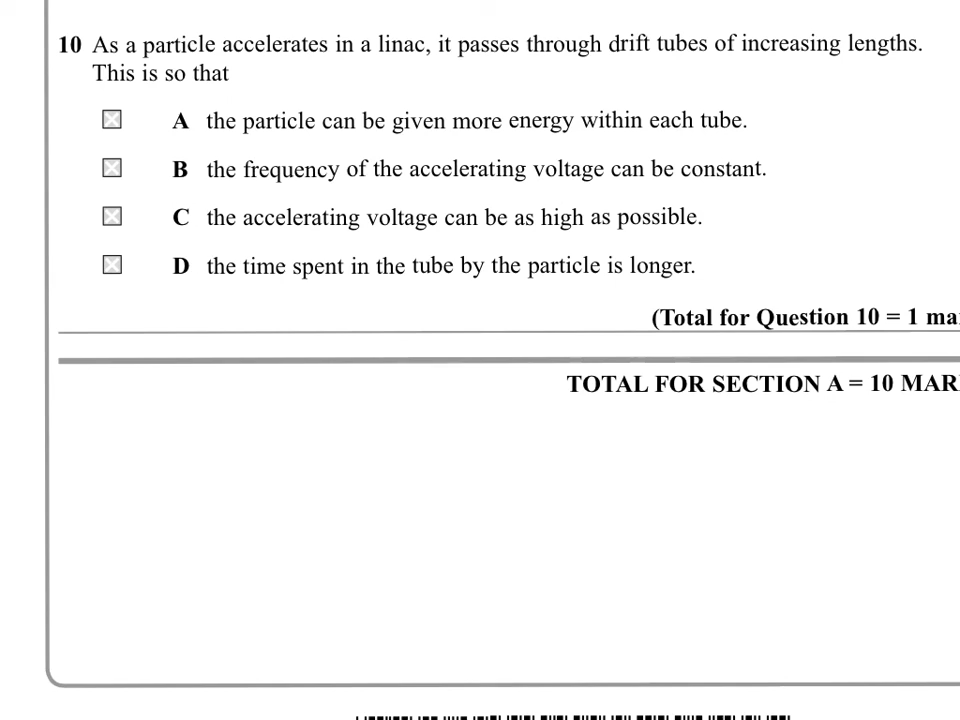 10 As a particle accelerates in a linac, it passes through drift tubes of increasing lengths.
This is so that
A the particle can be given more energy within each tube.
B the frequency of the accelerating voltage can be constant.
C the accelerating voltage can be as high as possible.
D the time spent in the tube by the particle is longer.
(Total for Question 10 = 1 ma
TOTAL FOR SECTION A = 10 MAR